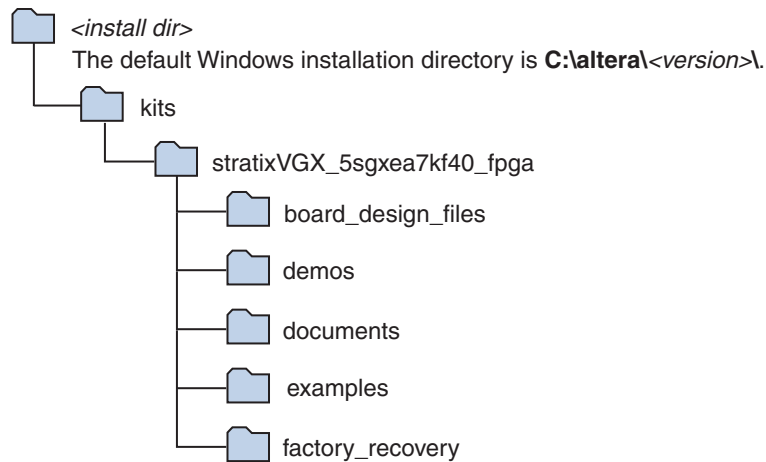 <install dir>
The default Windows installation directory is C:\altera\<version>\.
kits
stratixVGX_5sgxea7kf40_fpga
board_design_files
demos
documents
examples
factory_recovery